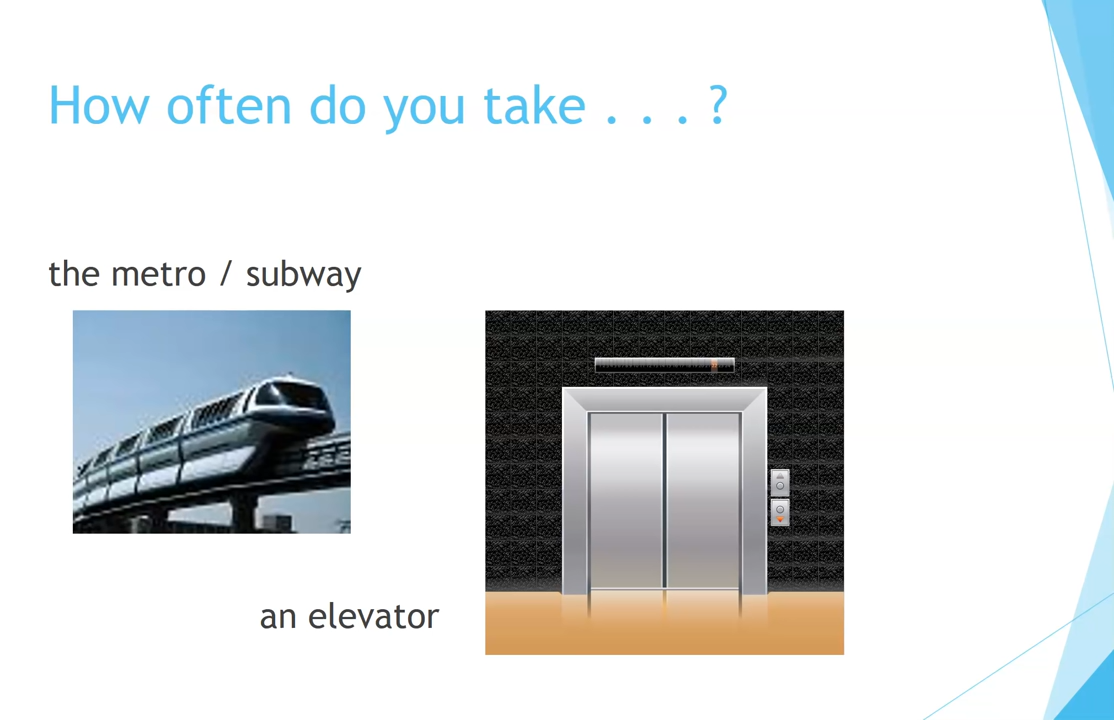 How often do you take . . . ?
the metro / subway
an elevator